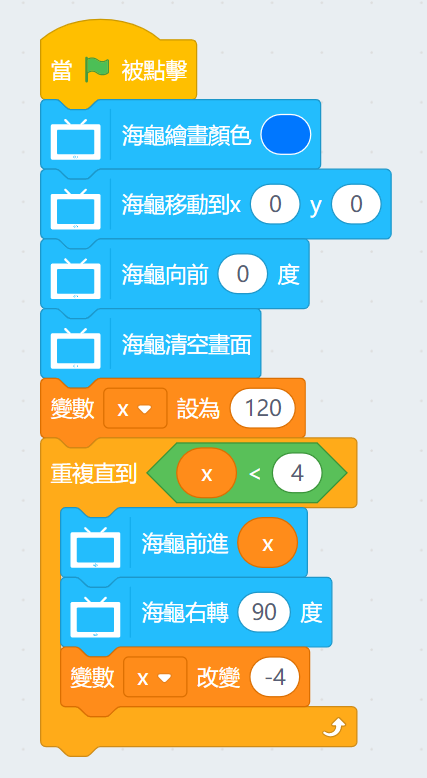 當 被點擊
海龜繪畫顏色
海龜移動到x 0 y 0
海龜向前 0 度
海龜清空畫面
變數 x 設為 120
重複直到 x < 4
海龜前進 x
海龜右轉 90 度
變數 x 改變 -4